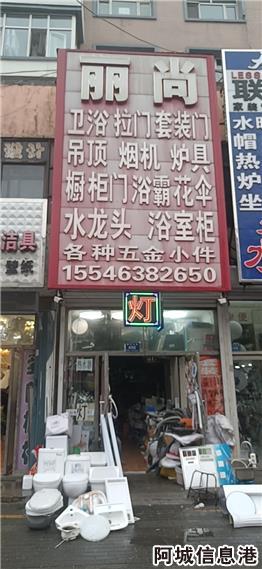 丽尚
卫浴 拉门 套装门
吊顶 烟机 炉具
橱柜门 浴霸 花伞
水龙头 浴室柜
各种五金小件
15546382650
灯
洁具
联
水暖
帽
热
炉
坐
阿城信息港